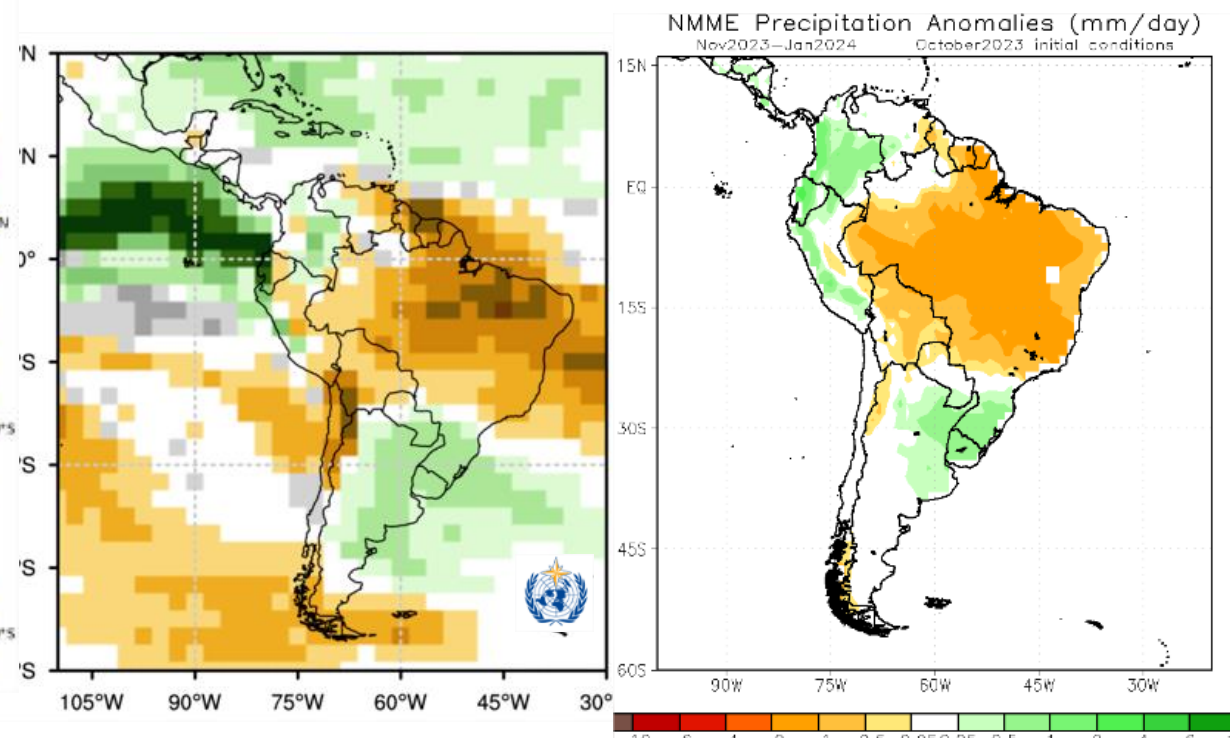 NMME Precipitation Anomalies (mm/day)
Nov2023–Jan2024 October2023 initial conditions
°N
15N
°N
EQ
N
0°
15S
°S
30S
°S
°S
45S
°S
°S
°S
60S
105°W 90°W 75°W 60°W 45°W 30°
90W 75W 60W 45W 30W